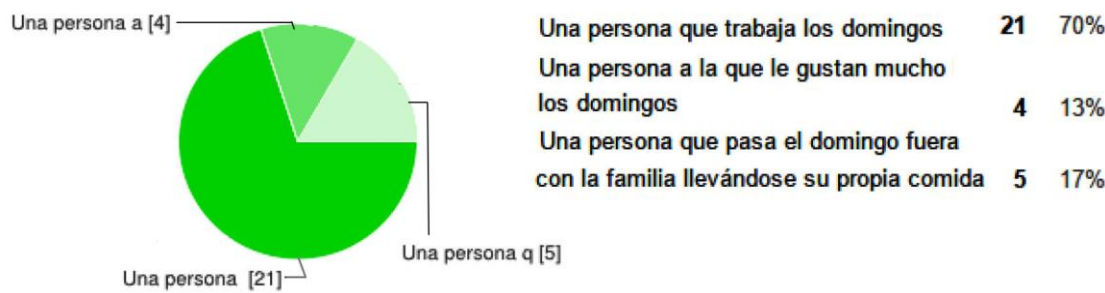 Una persona a [4]
Una persona q [5]
Una persona [21]
Una persona que trabaja los domingos 21 70%
Una persona a la que le gustan mucho
los domingos 4 13%
Una persona que pasa el domingo fuera
con la familia llevándose su propia comida 5 17%